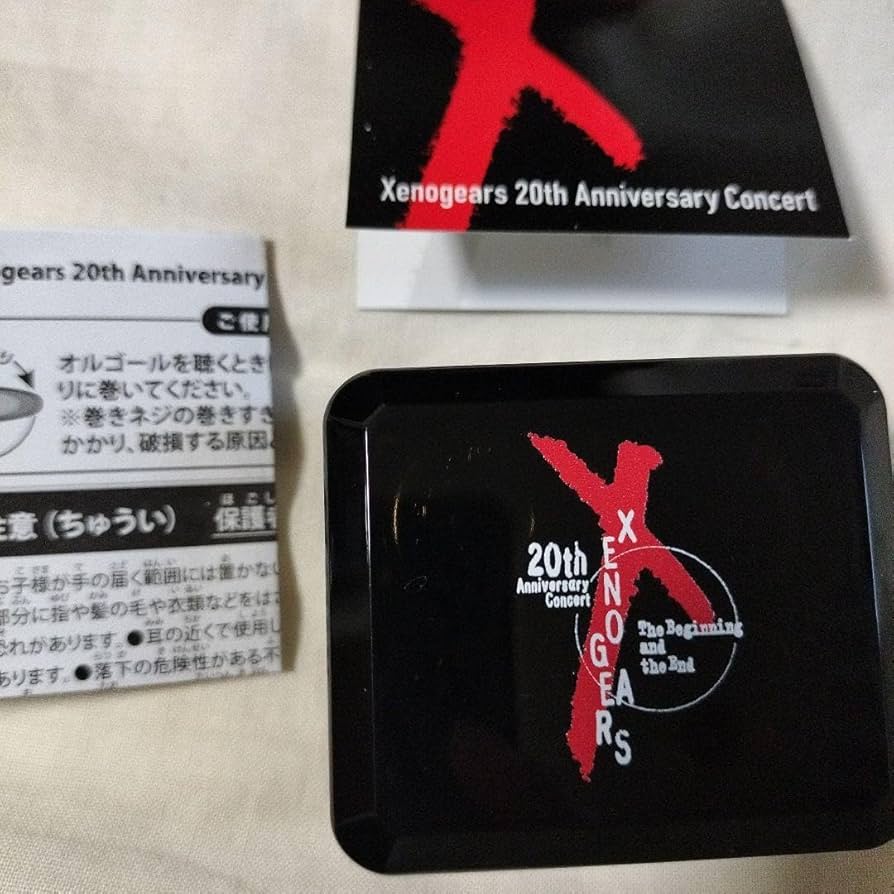 Xenogears 20th Anniversary Concert
gears 20th Anniversary
オルゴールを聴くとき
りに巻いてください。
※巻きネジの巻きすぎ
かかり、破損する原因
注意(ちゅうい) 保護者
お子様が手の届く範囲には置かない
部分に指や髪の毛や衣類などをはさ
恐れがあります。●耳の近くで使用し
あります。●落下の危険性がある不
20th
Anniversary
Concert
XENOGEARS
The Beginning
and
the End